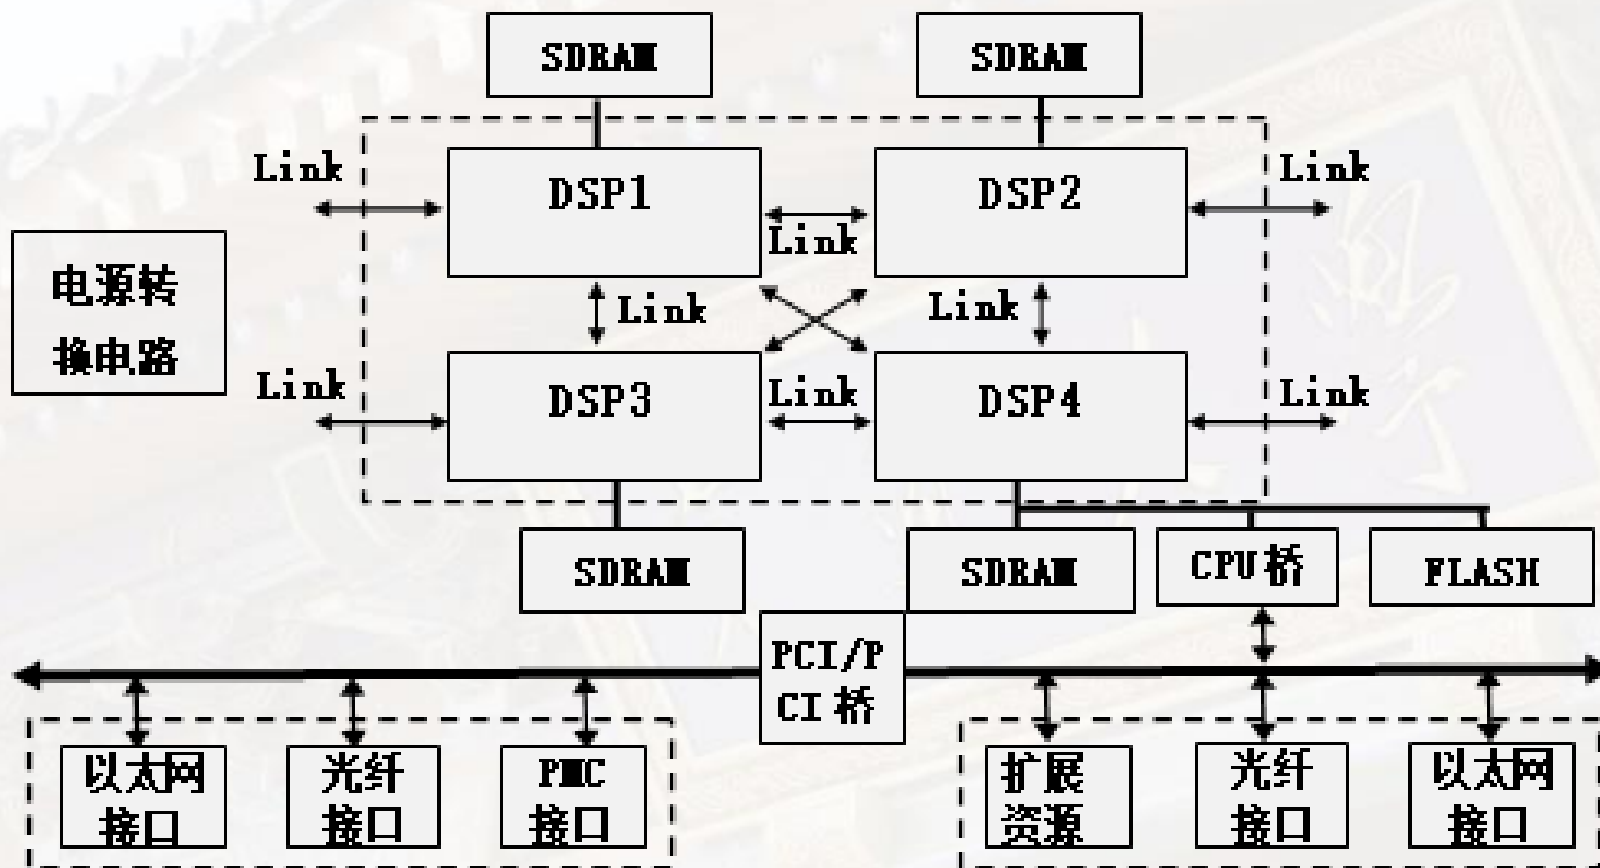 SDRAM
SDRAM
Link
DSP1
DSP2
Link
Link
电源转
换电路
Link
Link
Link
DSP3
Link
DSP4
Link
SDRAM
SDRAM
CPU桥
FLASH
PCI/P
CI桥
以太网
接口
光纤
接口
PMC
接口
扩展
资源
光纤
接口
以太网
接口